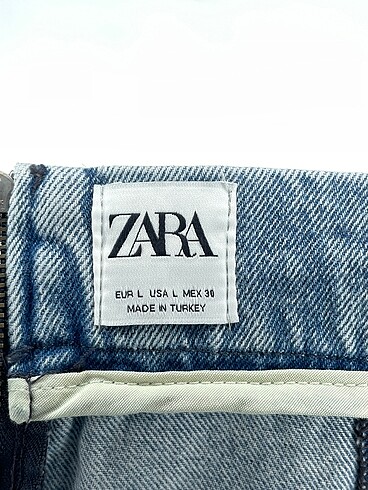 ZARA
EUR L USA L MEX 30
MADE IN TURKEY